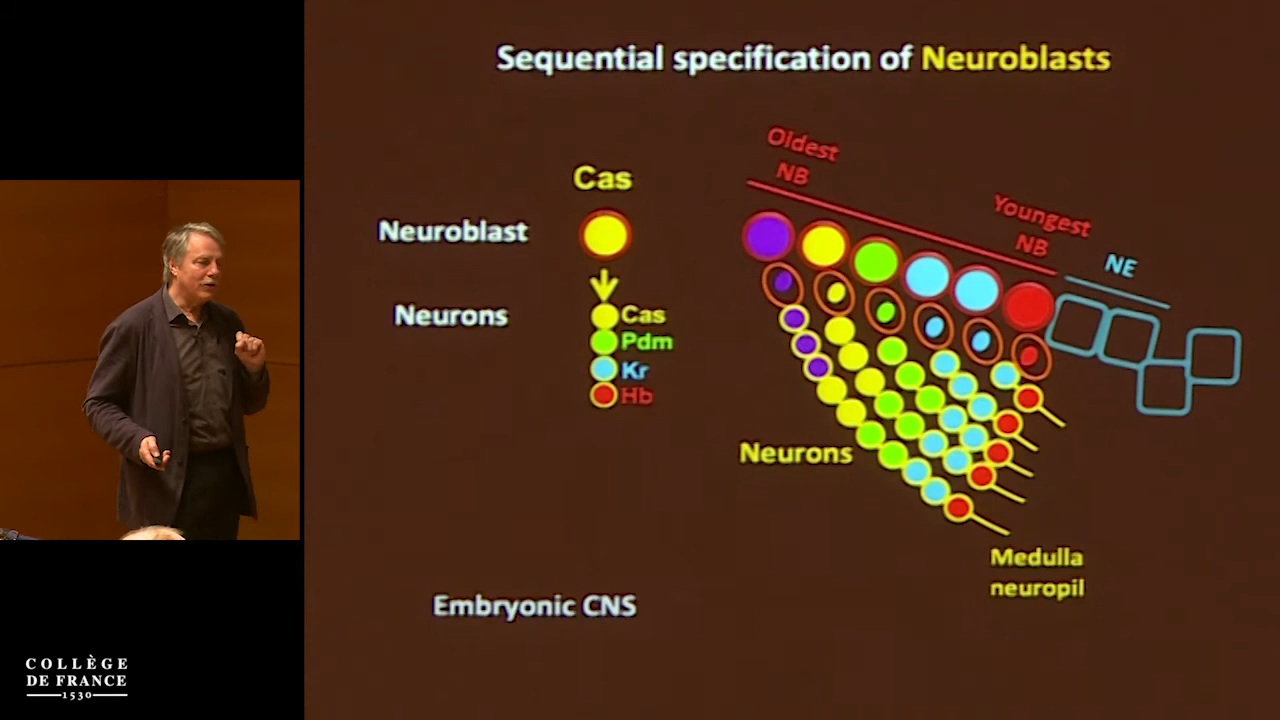 Sequential specification of Neuroblasts
Oldest
NB
Youngest
NB
NE
Cas
Neuroblast
Neurons
Cas
Pdm
Kr
Hb
Neurons
Medulla
neuropil
Embryonic CNS
COLLÈGE
DE FRANCE
1530